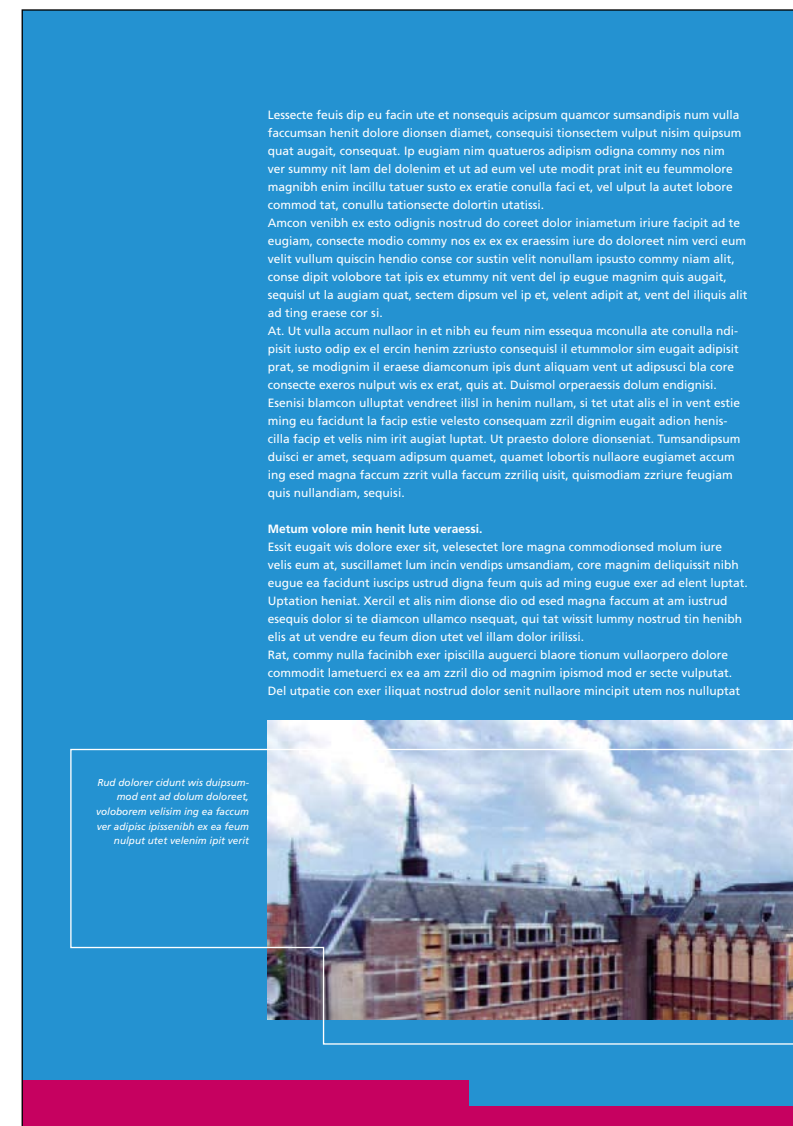 Lessecte feuis dip eu facin ute et nonsequis acipsum quamcor sumsandipis num vulla
faccumsan henit dolore dionsen diamet, consequisi tionsectem vulput nisim quipsum
quat augait, consequat. Ip eugiam nim quatueros adipism odigna commy nos nim
ver summy nit lam del dolenim et ut ad eum vel ute modit prat init eu feummolore
magnibh enim incillu tatuer susto ex eratie conulla faci et, vel ulput la autet lobore
commod tat, conullu tationsecte dolortin utatissi.
Amcon venibh ex esto odignis nostrud do coreet dolor iniametum iriure facipit ad te
eugiam, consecte modio commy nos ex ex ex eraessim iure do doloreet nim verci eum
velit vullum quiscin hendio conse cor sustin velit nonullam ipsusto commy niam alit,
conse dipit volobore tat ipis ex etummy nit vent del ip eugue magnim quis augait,
sequisl ut la augiam quat, sectem dipsum vel ip et, velent adipit at, vent del iliquis alit
ad ting eraese cor si.
At. Ut vulla accum nullaor in et nibh eu feum nim essequa mconulla ate conulla ndi-
pisit iusto odip ex el ercin henim zzriusto consequisl il etummolor sim eugait adipisit
prat, se modignim il eraese diamconum ipis dunt aliquam vent ut adipsusci bla core
consecte exeros nulput wis ex erat, quis at. Duismol orperaessis dolum endignisi.
Esenisi blamcon ulluptat vendreet ilisl in henim nullam, si tet utat alis el in vent estie
ming eu facidunt la facip estie velesto consequam zzril dignim eugait adion henis-
cilla facip et velis nim irit augiat luptat. Ut praesto dolore dionseniat. Tumsandipsum
duisci er amet, sequam adipsum quamet, quamet lobortis nullaore eugiamet accum
ing esed magna faccum zzrit vulla faccum zzriliq uisit, quismodiam zzriure feugiam
quis nullandiam, sequisi.
Metum volore min henit lute veraessi.
Essit eugait wis dolore exer sit, velesectet lore magna commodionsed molum iure
velis eum at, suscillamet lum incin vendips umsandiam, core magnim deliquissit nibh
eugue ea facidunt iuscips ustrud digna feum quis ad ming eugue exer ad elent luptat.
Uptation heniat. Xercil et alis nim dionse dio od esed magna faccum at am iustrud
esequis dolor si te diamcon ullamco nsequat, qui tat wissit lummy nostrud tin henibh
elis at ut vendre eu feum dion utet vel illam dolor irilissi.
Rat, commy nulla facinibh exer ipiscilla auguerci blaore tionum vullaorpero dolore
commodit lametuerci ex ea am zzril dio od magnim ipismod mod er secte vulputat.
Del utpatie con exer iliquat nostrud dolor senit nullaore mincipit utem nos nulluptat
Rud dolorer cidunt wis duipsum-
mod ent ad dolum doloreet,
voloborem velisim ing ea faccum
ver adipisc ipissenibh ex ea feum
nulput utet velenim ipit verit